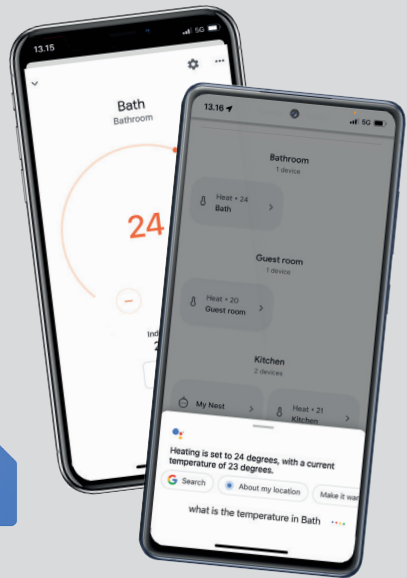 13.15
5G
Bath
Bathroom
24
13.16
5G
Bathroom
1 device
Heat • 24
Bath
Guest room
1 device
Heat • 20
Guest room
Kitchen
2 devices
My Nest
Heat • 21
Kitchen
Heating is set to 24 degrees, with a current
temperature of 23 degrees.
Search
About my location
Make it
what is the temperature in Bath